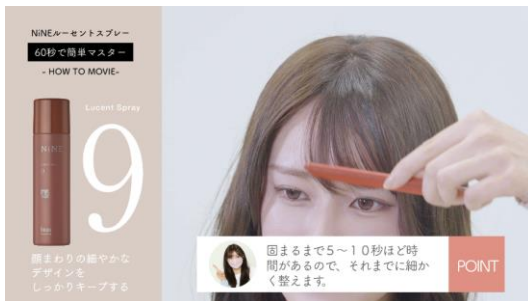 NiNEルーセントスプレー
60秒で簡単マスター
- HOW TO MOVIE-
Lucent Spray
9
NiNE
顔まわりの細やかな
デザインを
しっかりキープする
固まるまで5〜10秒ほど時
間があるので、それまでに細か
く整えます。
POINT